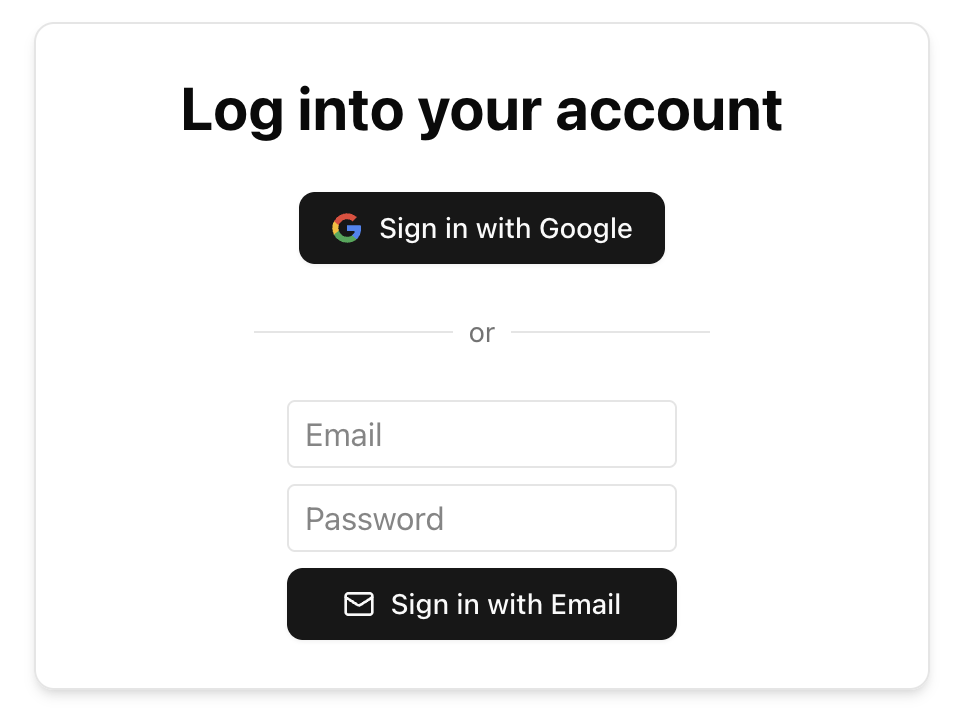 Log into your account
Sign in with Google
or
Email
Password
Sign in with Email